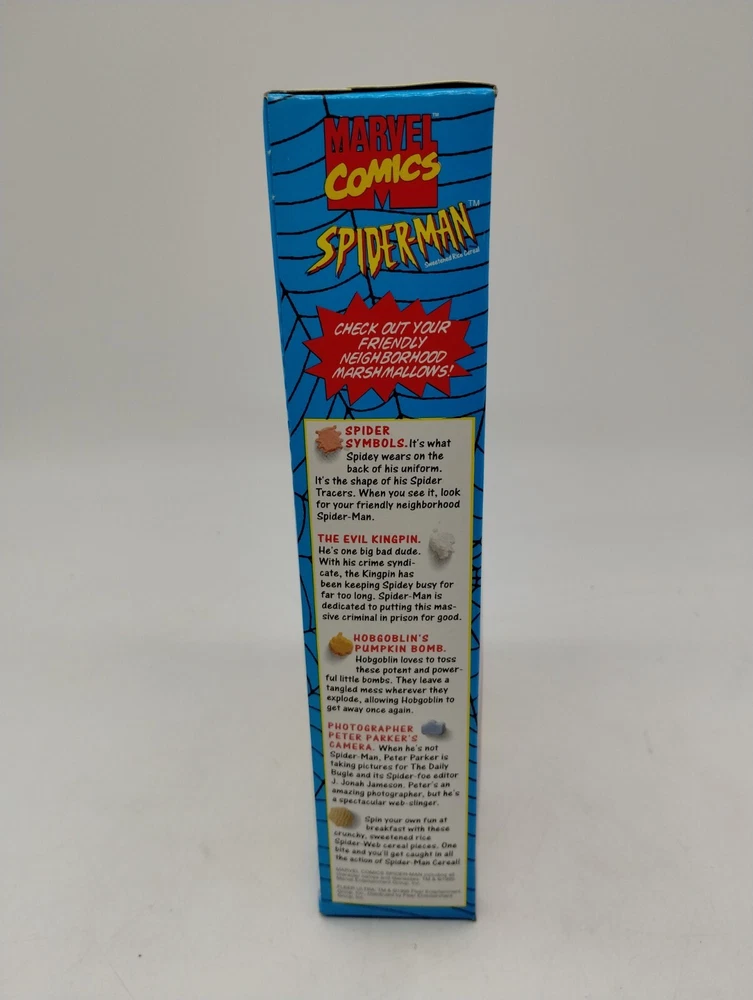 MARVEL™
COMICS
M
SPIDER-MAN™
Sweetened Rice Cereal
CHECK OUT YOUR
FRIENDLY
NEIGHBORHOOD
MARSHMALLOWS!
SPIDER
SYMBOLS. It's what
Spidey wears on the
back of his uniform.
It's the shape of his Spider
Tracers. When you see it, look
for your friendly neighborhood
Spider-Man.
THE EVIL KINGPIN.
He's one big bad dude.
With his crime syndi-
cate, the Kingpin has
been keeping Spidey busy for
far too long. Spider-Man is
dedicated to putting this mas-
sive criminal in prison for good.
HOBGOBLIN'S
PUMPKIN BOMB.
Hobgoblin loves to toss
these potent and power-
ful little bombs. They leave a
tangled mess wherever they
explode, allowing Hobgoblin to
get away once again.
PHOTOGRAPHER
PETER PARKER'S
CAMERA. When he's not
Spider-Man, Peter Parker is
taking pictures for The Daily
Bugle and its Spider-foe editor
J. Jonah Jameson. Peter's an
amazing photographer, but he's
a spectacular web-slinger.
Spin your own fun at
breakfast with these
crunchy, sweetened rice
Spider-Web cereal pieces. One
bite and you'll get caught in all
the action of Spider-Man Cereal!
MARVEL COMICS SPIDER-MAN
Marvel Entertainment Group, Inc.